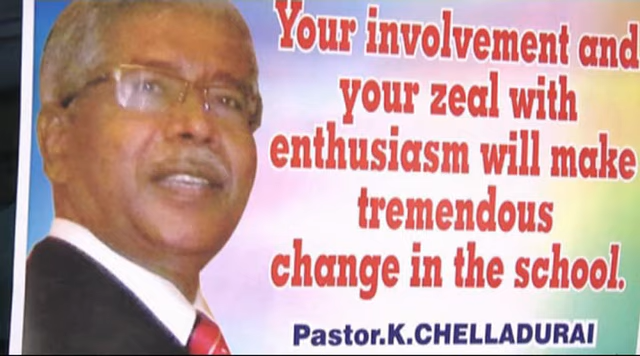 Your involvement and
your zeal with
enthusiasm will make
tremendous
change in the school.
Pastor.K.CHELLADURAI